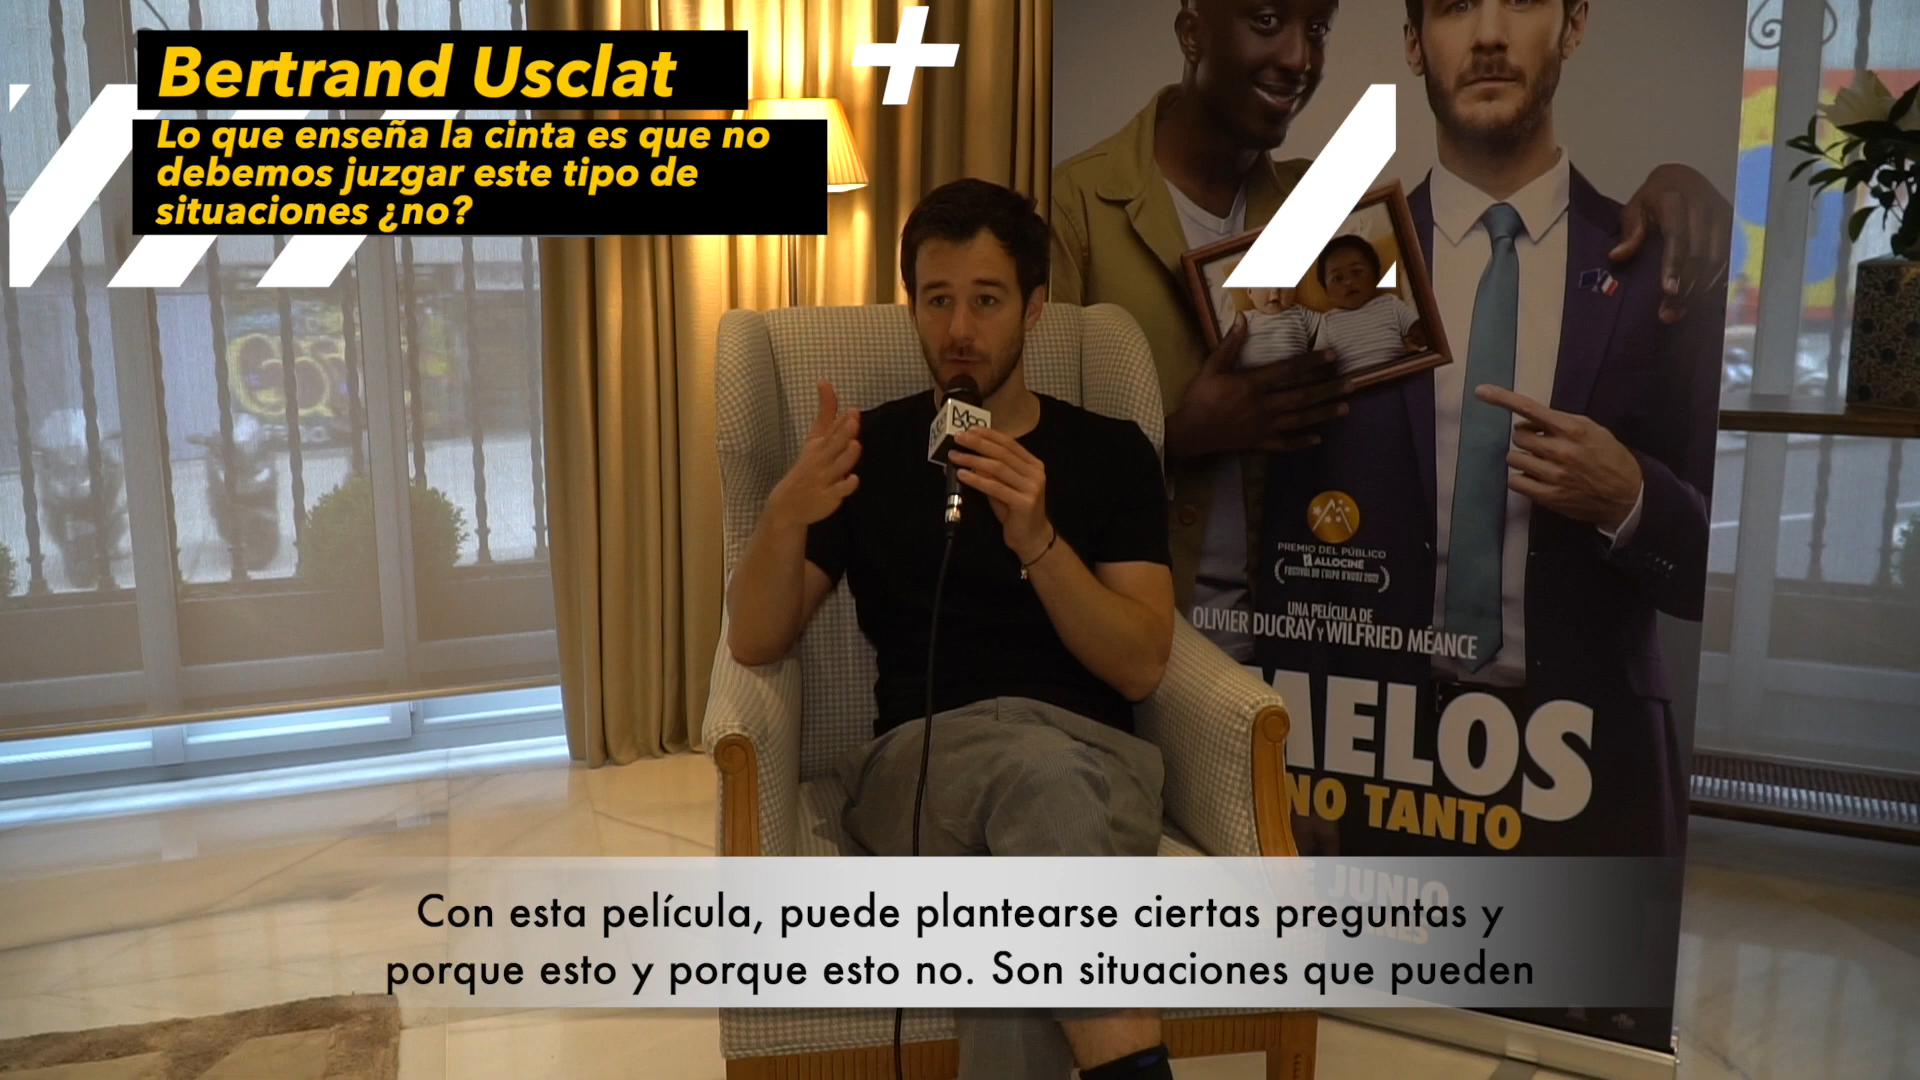 Bertrand Usclat
Lo que enseña la cinta es que no
debemos juzgar este tipo de
situaciones ¿no?
PREMIO DEL PÚBLICO
ALLOCINÉ
UNA PELÍCULA DE
OLIVIER DUCRAY Y WILFRIED MÉANCE
MELOS
NO TANTO
JUNIO
Con esta película, puede plantearse ciertas preguntas y
porque esto y porque esto no. Son situaciones que pueden